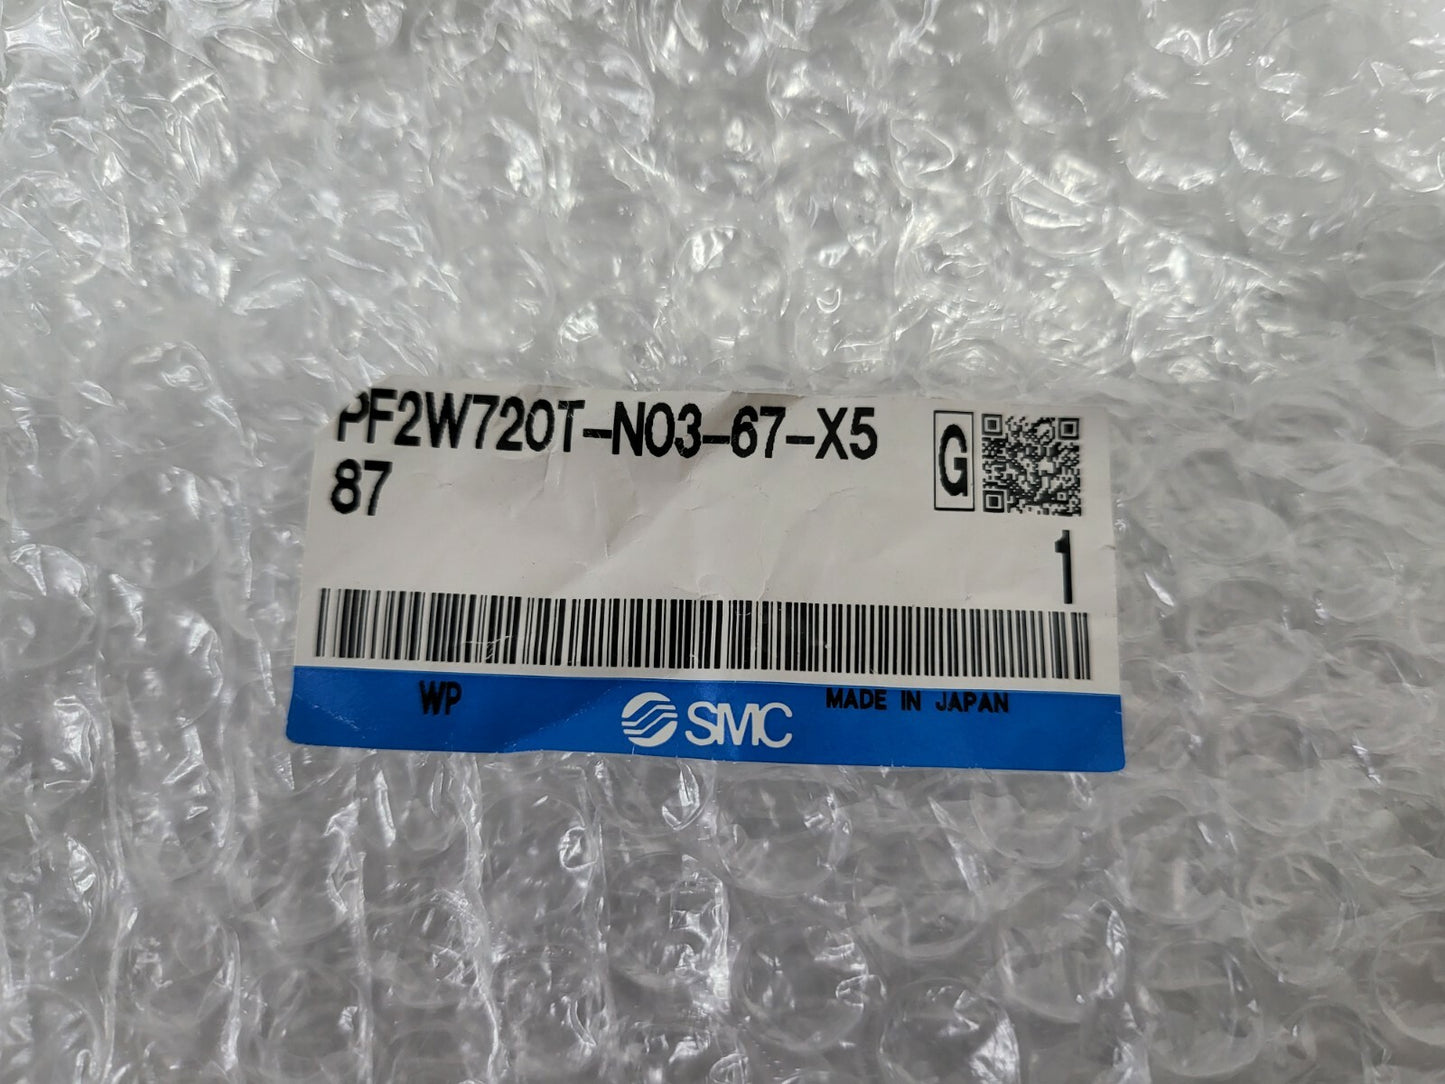 PF2W720T-N03-67-X5
87
G
1
WP
SMC
MADE IN JAPAN